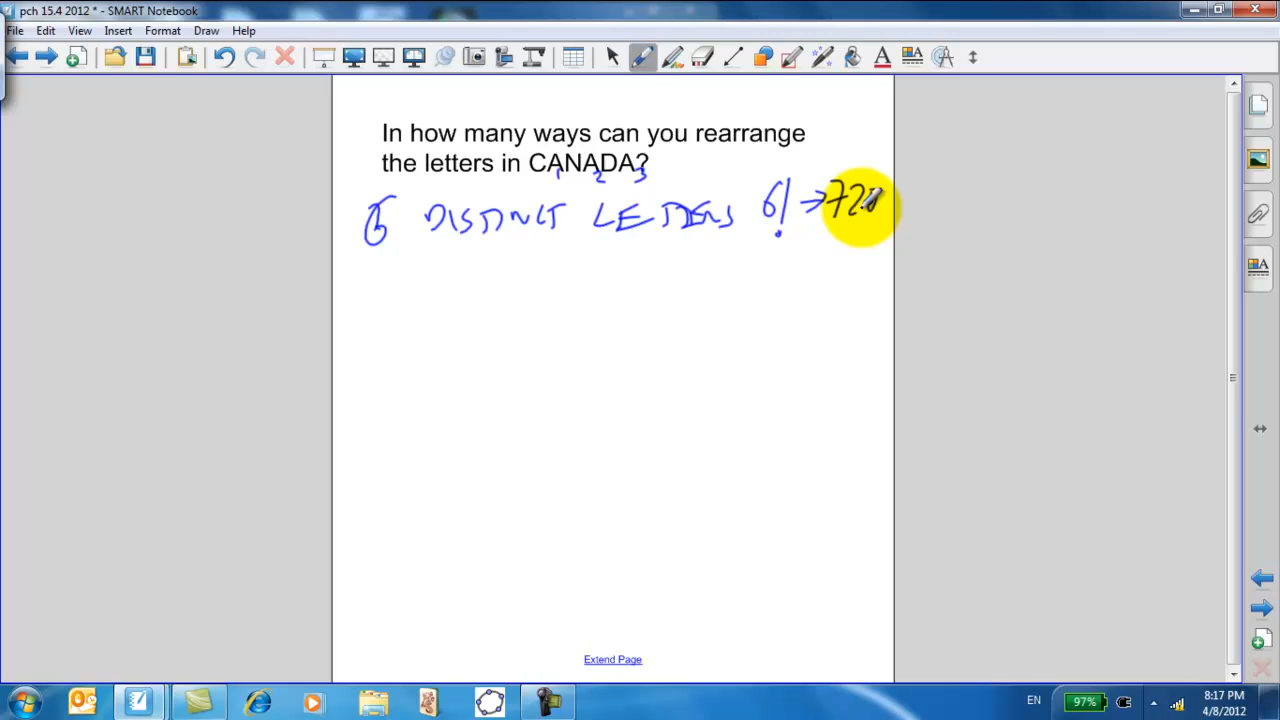 pch 15.4 2012 * - SMART Notebook
File Edit View Insert Format Draw Help
In how many ways can you rearrange
the letters in CANADA?
1 2 3
6 DISTINCT LETTERS 6! → 720
Extend Page
EN 97% 8:17 PM
4/8/2012